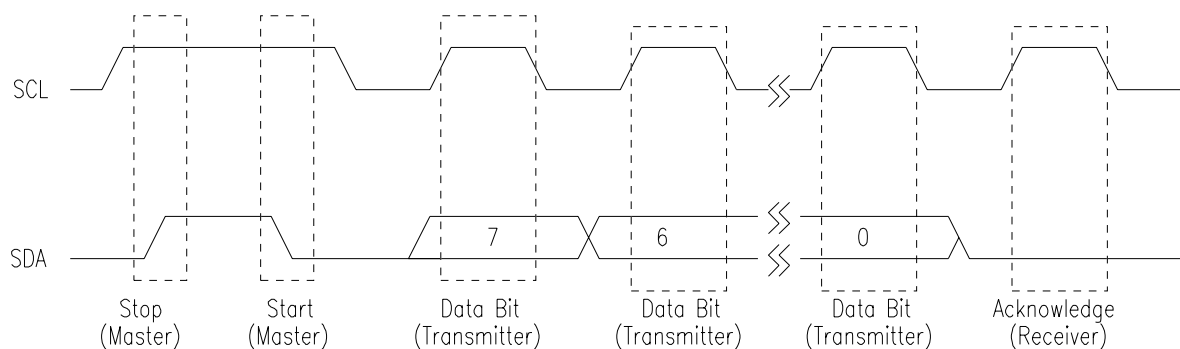 SCL
SDA
7
6
0
Stop
(Master)
Start
(Master)
Data Bit
(Transmitter)
Data Bit
(Transmitter)
Data Bit
(Transmitter)
Acknowledge
(Receiver)